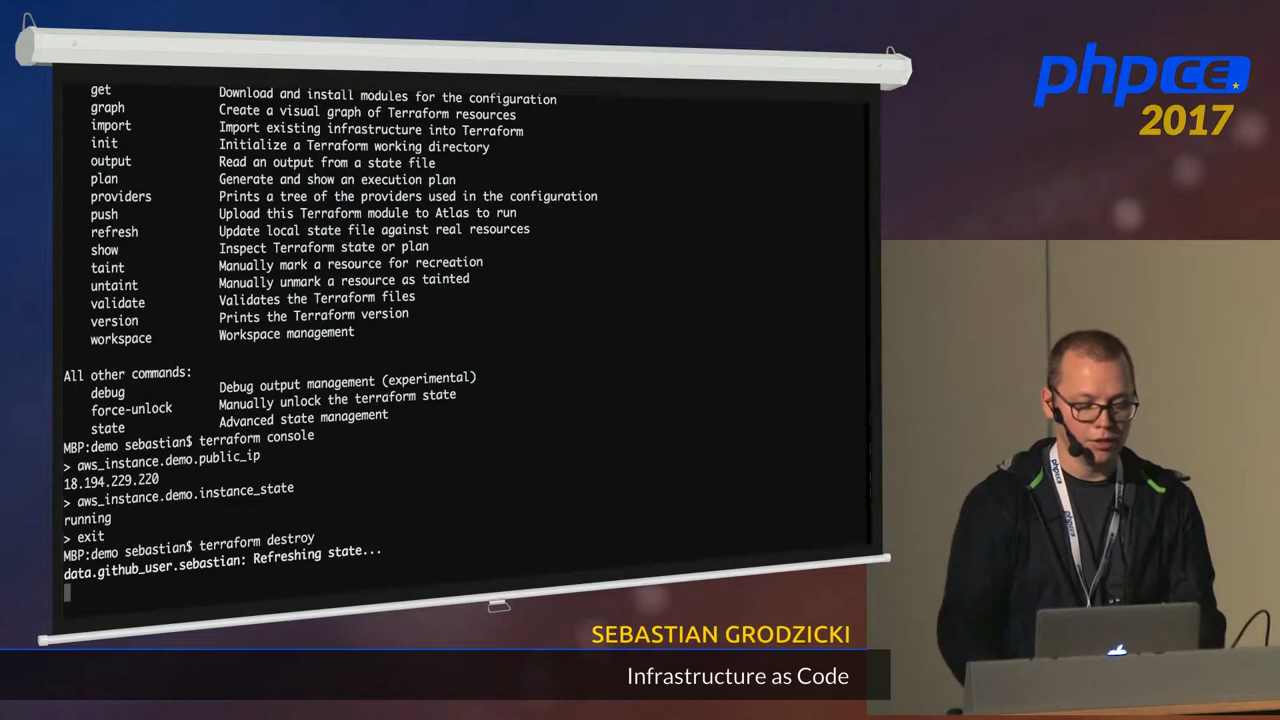 get Download and install modules for the configuration
graph Create a visual graph of Terraform resources
import Import existing infrastructure into Terraform
init Initialize a Terraform working directory
output Read an output from a state file
plan Generate and show an execution plan
providers Prints a tree of the providers used in the configuration
push Upload this Terraform module to Atlas to run
refresh Update local state file against real resources
show Inspect Terraform state or plan
taint Manually mark a resource for recreation
untaint Manually unmark a resource as tainted
validate Validates the Terraform files
version Prints the Terraform version
workspace Workspace management
All other commands:
debug Debug output management (experimental)
force-unlock Manually unlock the terraform state
state Advanced state management
MBP:demo sebastian$ terraform console
> aws_instance.demo.public_ip
18.194.229.220
> aws_instance.demo.instance_state
running
> exit
MBP:demo sebastian$ terraform destroy
data.github_user.sebastian: Refreshing state...
phpCE
2017
phpCE
phpCE
SEBASTIAN GRODZICKI
Infrastructure as Code